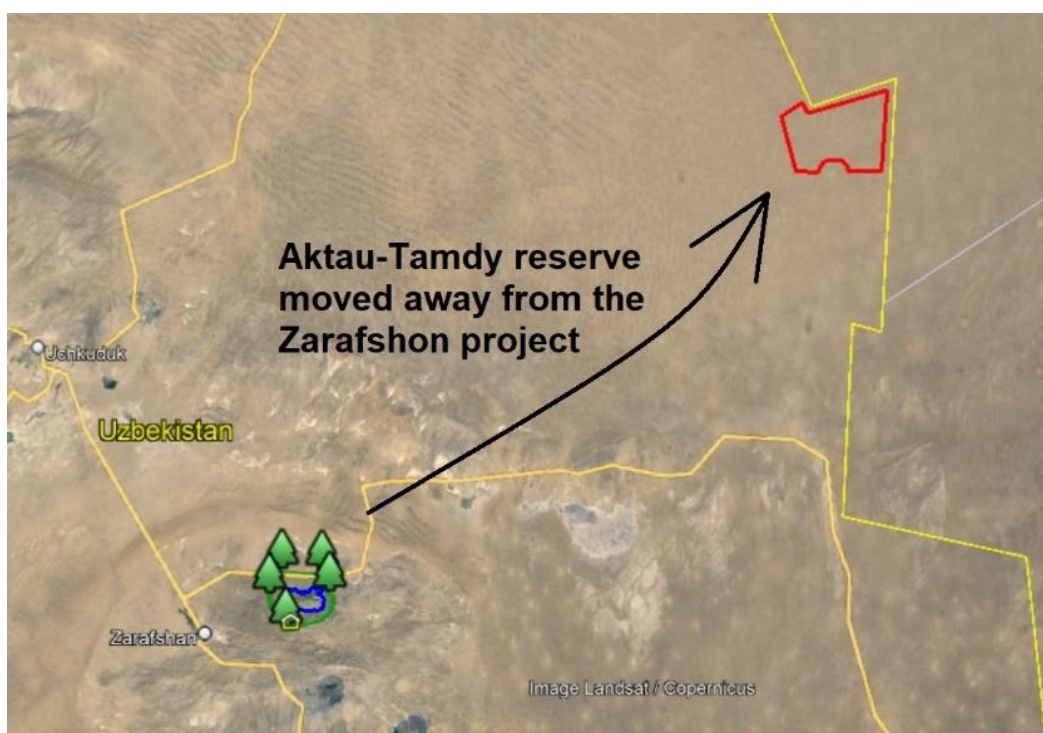 Aktau-Tamdy reserve
moved away from the
Zarafshon project
Uchkuduk
Uzbekistan
Zarafshan
Image Landsat / Copernicus